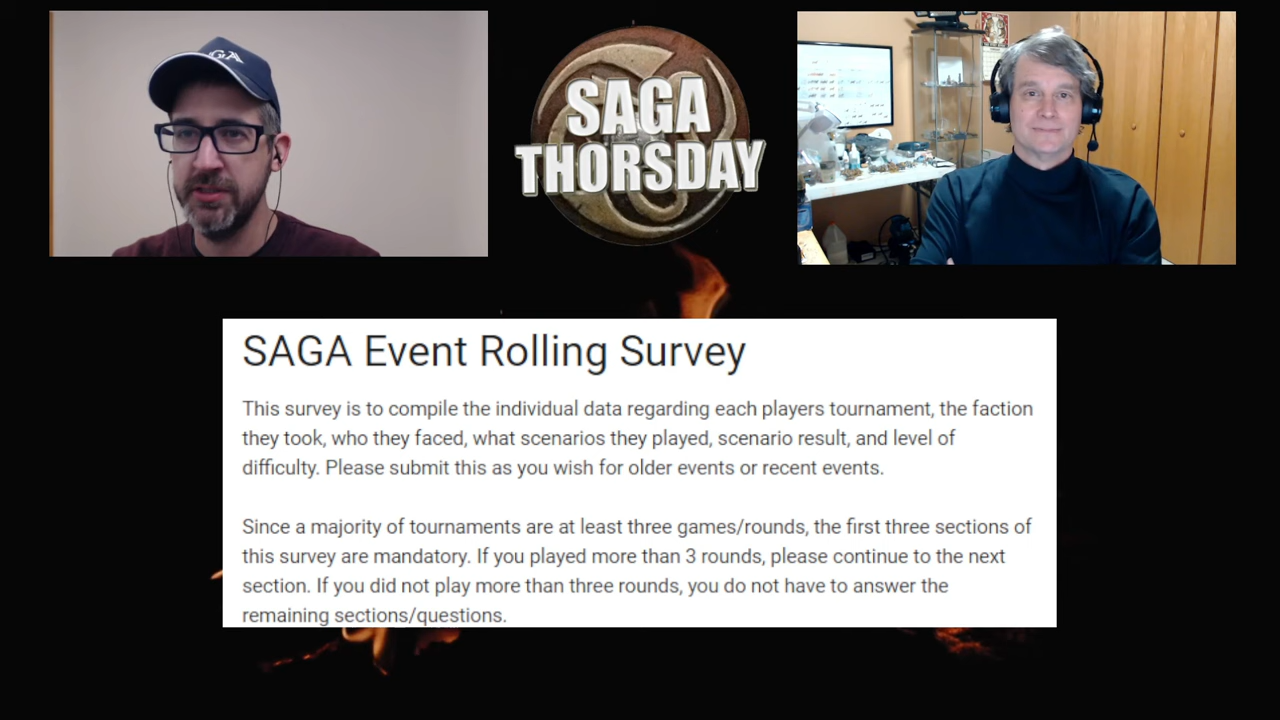 SAGA
THORSDAY
SAGA Event Rolling Survey
This survey is to compile the individual data regarding each players tournament, the faction
they took, who they faced, what scenarios they played, scenario result, and level of
difficulty. Please submit this as you wish for older events or recent events.
Since a majority of tournaments are at least three games/rounds, the first three sections of
this survey are mandatory. If you played more than 3 rounds, please continue to the next
section. If you did not play more than three rounds, you do not have to answer the
remaining sections/questions.